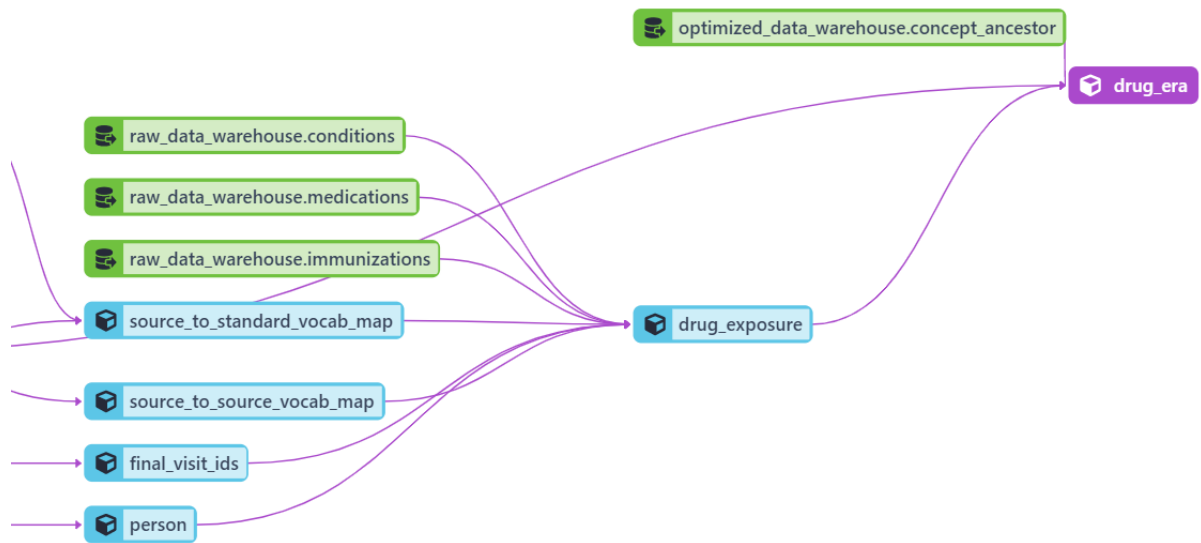 optimized_data_warehouse.concept_ancestor
drug_era
raw_data_warehouse.conditions
raw_data_warehouse.medications
raw_data_warehouse.immunizations
source_to_standard_vocab_map
drug_exposure
source_to_source_vocab_map
final_visit_ids
person